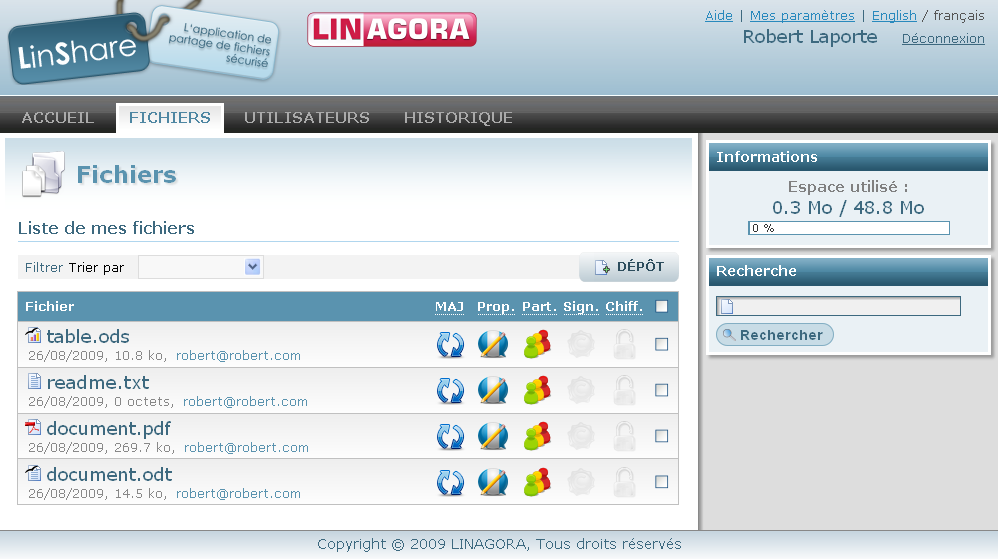 LinShare
L'application de
partage de fichiers
sécurisé
LINAGORA
Aide | Mes paramètres | English / français
Robert Laporte Déconnexion
ACCUEIL FICHIERS UTILISATEURS HISTORIQUE
Fichiers
Liste de mes fichiers
Filtrer Trier par
DÉPÔT
Fichier MAJ Prop. Part. Sign. Chiff.
table.ods
26/08/2009, 10.8 ko, robert@robert.com
readme.txt
26/08/2009, 0 octets, robert@robert.com
document.pdf
26/08/2009, 269.7 ko, robert@robert.com
document.odt
26/08/2009, 14.5 ko, robert@robert.com
Informations
Espace utilisé :
0.3 Mo / 48.8 Mo
0 %
Recherche
Rechercher
Copyright © 2009 LINAGORA, Tous droits réservés